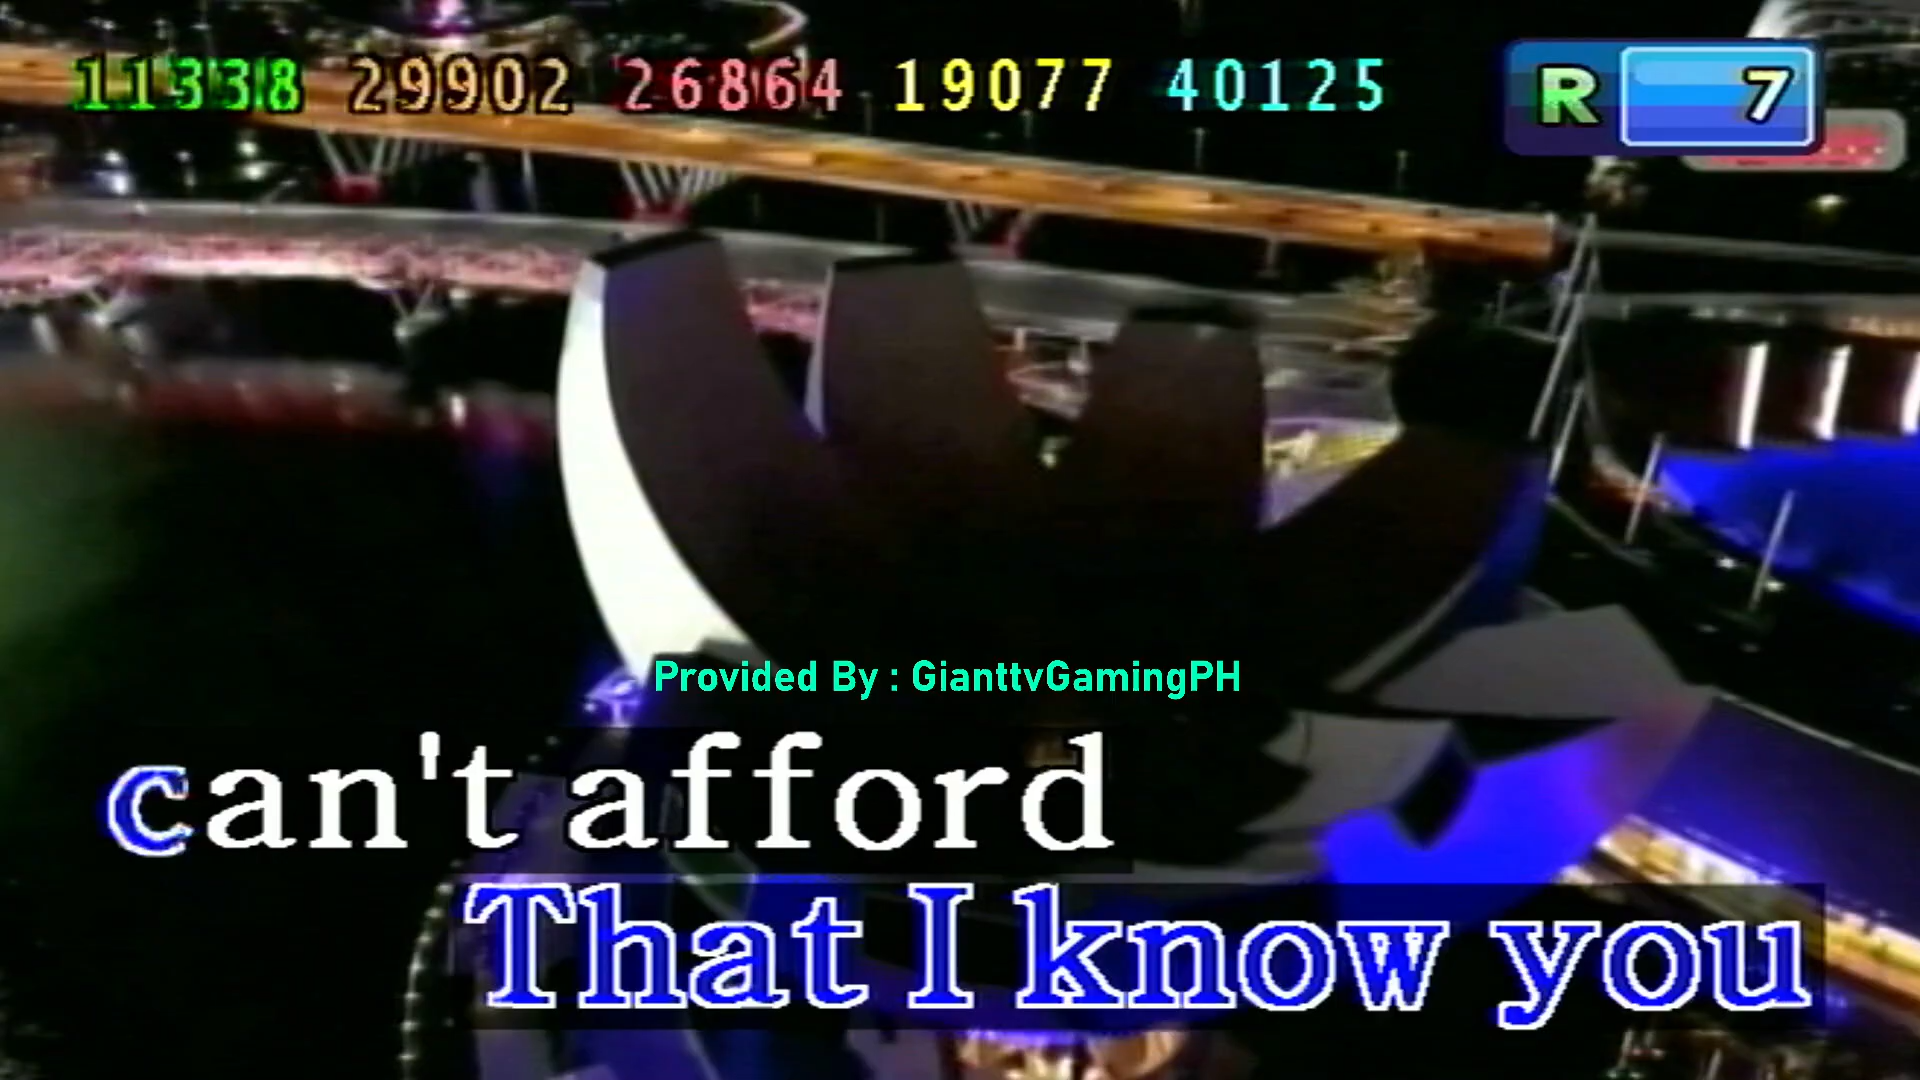 11338 29902 26864 19077 40125 R 7
Provided By : GianttvGamingPH
can't afford
That I know you